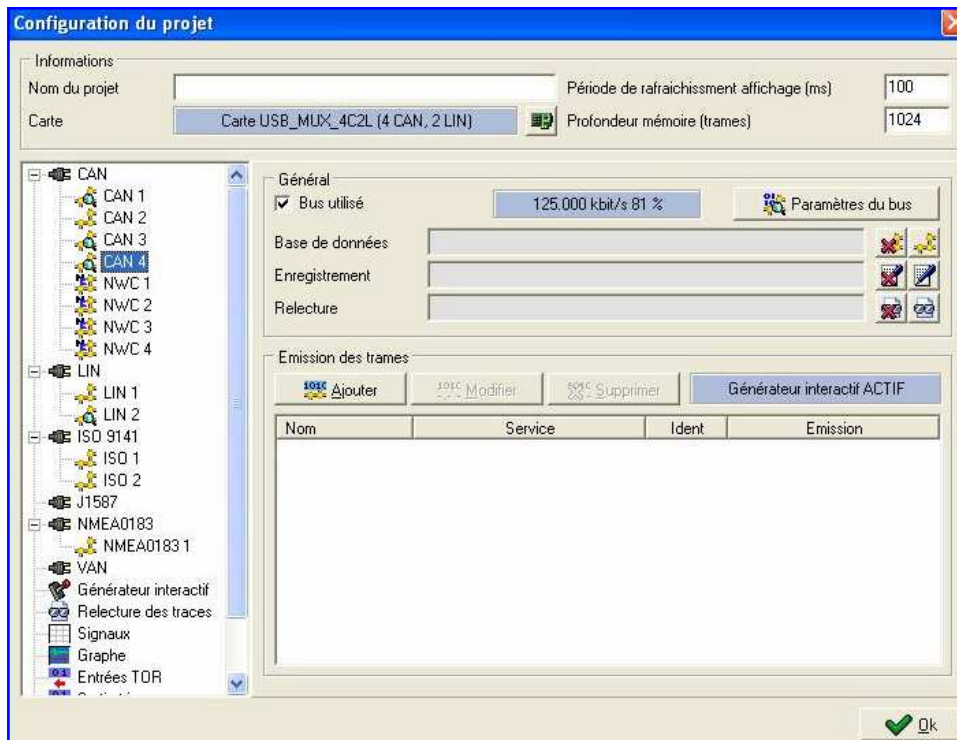 Configuration du projet
Informations
Nom du projet
Période de rafraichissment affichage (ms)
100
Carte
Carte USB_MUX_4C2L (4 CAN, 2 LIN)
Profondeur mémoire (trames)
1024
CAN
CAN 1
CAN 2
CAN 3
CAN 4
NWC 1
NWC 2
NWC 3
NWC 4
LIN
LIN 1
LIN 2
ISO 9141
ISO 1
ISO 2
J1587
NMEA0183
NMEA0183 1
VAN
Générateur interactif
Relecture des traces
Signaux
Graphe
Entrées TOR
Général
Bus utilisé
125.000 kbit/s 81 %
Paramètres du bus
Base de données
Enregistrement
Relecture
Emission des trames
Ajouter
Modifier
Supprimer
Générateur interactif ACTIF
Nom
Service
Ident
Emission
Ok